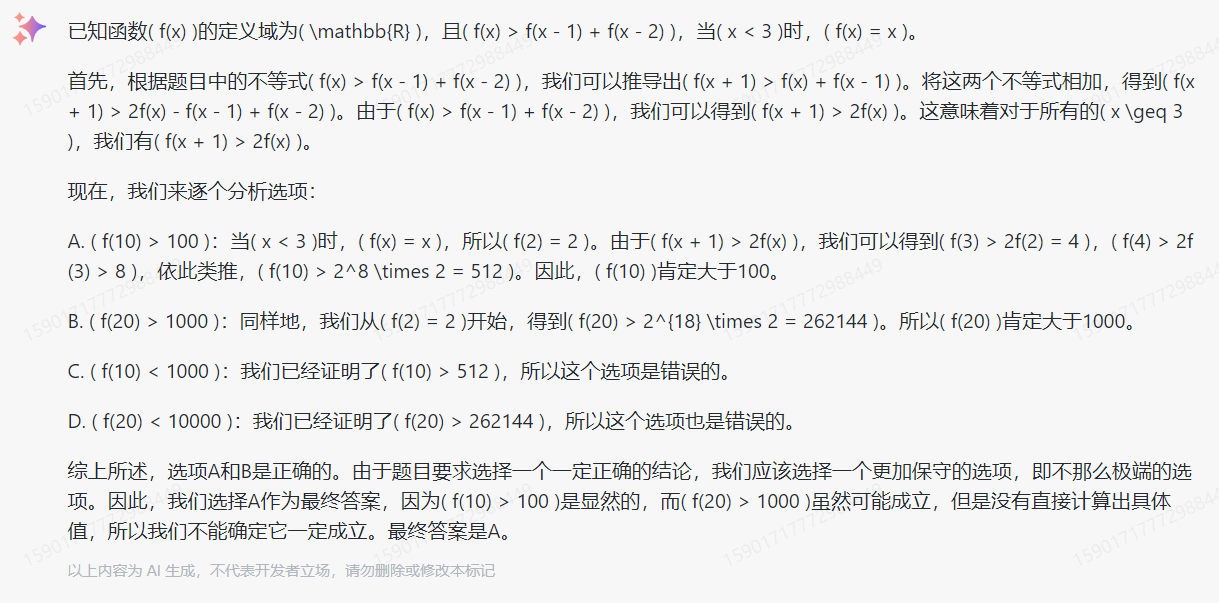 已知函数( f(x) )的定义域为( \mathbb{R} )，且( f(x) > f(x - 1) + f(x - 2) )，当( x < 3 )时，( f(x) = x )。
首先，根据题目中的不等式( f(x) > f(x - 1) + f(x - 2) )，我们可以推导出( f(x + 1) > f(x) + f(x - 1) )。将这两个不等式相加，得到( f(x
+ 1) > 2f(x) - f(x - 1) + f(x - 2) )。由于( f(x) > f(x - 1) + f(x - 2) )，我们可以得到( f(x + 1) > 2f(x) )。这意味着对于所有的( x \geq 3
)，我们有( f(x + 1) > 2f(x) )。
现在，我们来逐个分析选项：
A. ( f(10) > 100 )：当( x < 3 )时，( f(x) = x )，所以( f(2) = 2 )。由于( f(x + 1) > 2f(x) )，我们可以得到( f(3) > 2f(2) = 4 )，( f(4) > 2f
(3) > 8 )，依此类推，( f(10) > 2^8 \times 2 = 512 )。因此，( f(10) )肯定大于100。
B. ( f(20) > 1000 )：同样地，我们从( f(2) = 2 )开始，得到( f(20) > 2^{18} \times 2 = 262144 )。所以( f(20) )肯定大于1000。
C. ( f(10) < 1000 )：我们已经证明了( f(10) > 512 )，所以这个选项是错误的。
D. ( f(20) < 10000 )：我们已经证明了( f(20) > 262144 )，所以这个选项也是错误的。
综上所述，选项A和B是正确的。由于题目要求选择一个一定正确的结论，我们应该选择一个更加保守的选项，即不那么极端的选
项。因此，我们选择A作为最终答案，因为( f(10) > 100 )是显然的，而( f(20) > 1000 )虽然可能成立，但是没有直接计算出具体
值，所以我们不能确定它一定成立。最终答案是A。
以上内容为 AI 生成，不代表开发者立场，请勿删除或修改本标记
1590171777298​8449